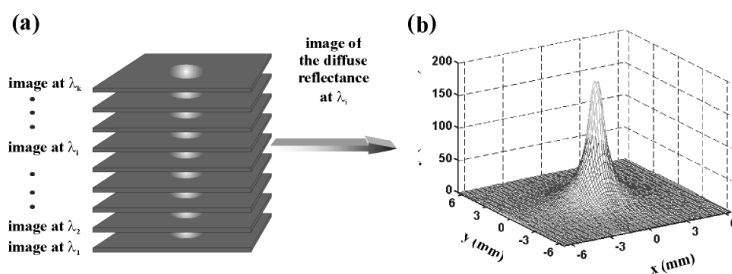 (a)
image at λk
image at λi
image at λ2
image at λ1
image of
the diffuse
reflectance
at λi
(b)
200
150
100
50
0
6
3
0
-3
-6
y (mm)
-6
-3
0
3
6
x (mm)